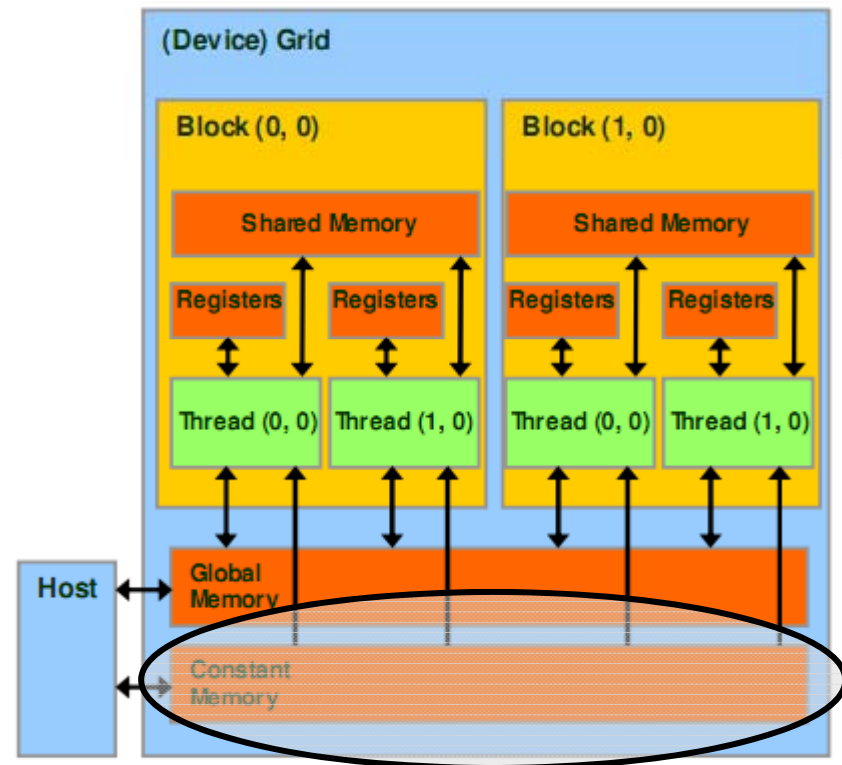 (Device) Grid
Block (0, 0)
Block (1, 0)
Shared Memory
Shared Memory
Registers
Registers
Registers
Registers
Thread (0, 0)
Thread (1, 0)
Thread (0, 0)
Thread (1, 0)
Host
Global
Memory
Constant
Memory